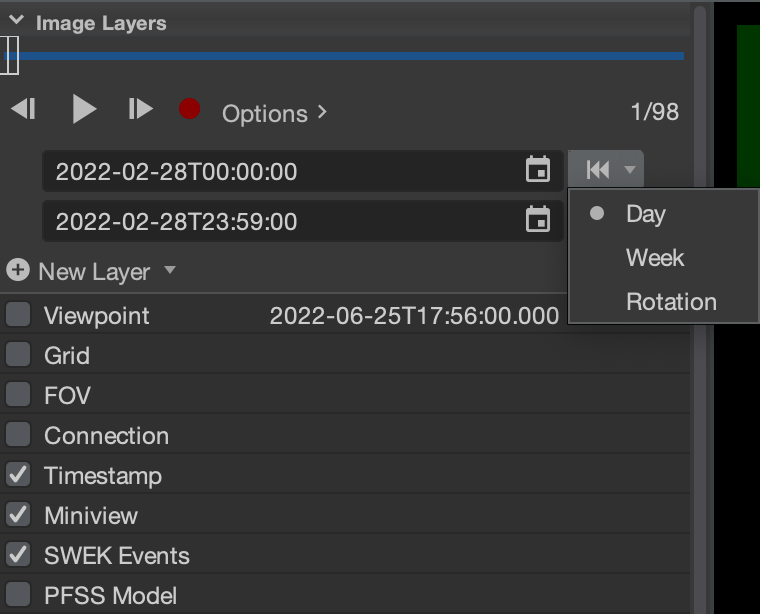 Image Layers
Options
1/98
2022-02-28T00:00:00
2022-02-28T23:59:00
Day
Week
Rotation
New Layer
Viewpoint 2022-06-25T17:56:00.000
Grid
FOV
Connection
Timestamp
Miniview
SWEK Events
PFSS Model